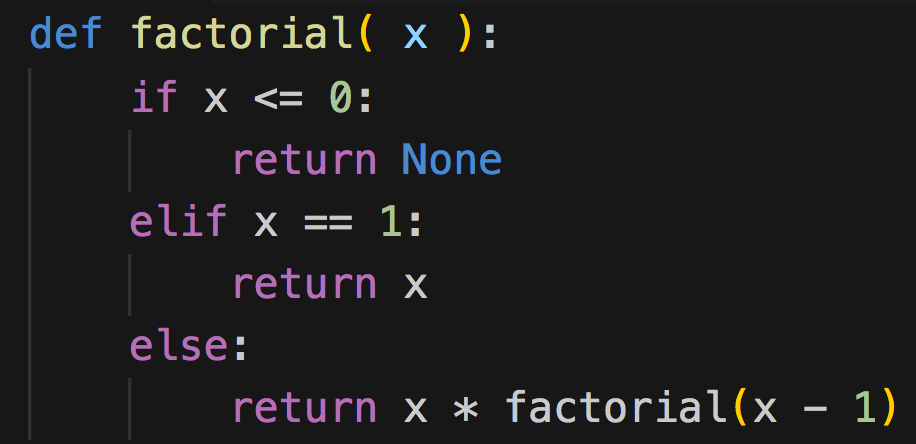 def factorial( x ):
    if x <= 0:
        return None
    elif x == 1:
        return x
    else:
        return x * factorial(x - 1)